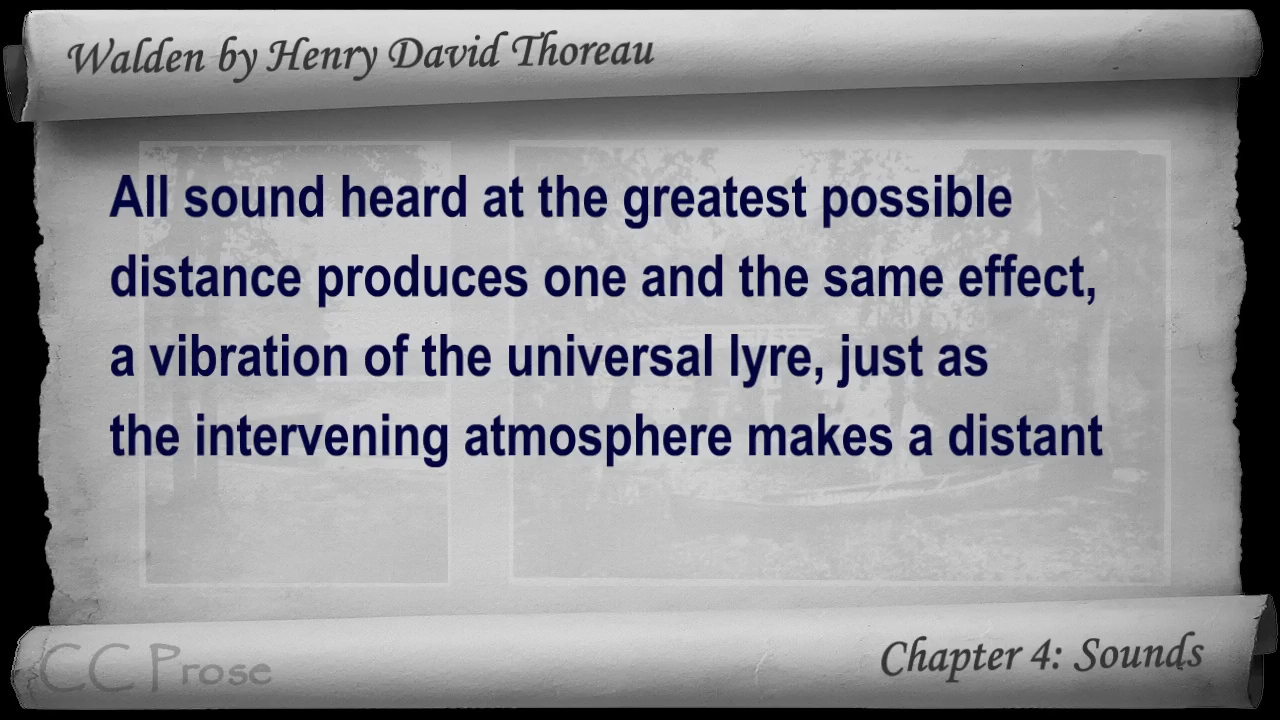 Walden by Henry David Thoreau
All sound heard at the greatest possible
distance produces one and the same effect,
a vibration of the universal lyre, just as
the intervening atmosphere makes a distant
CC Prose
Chapter 4: Sounds